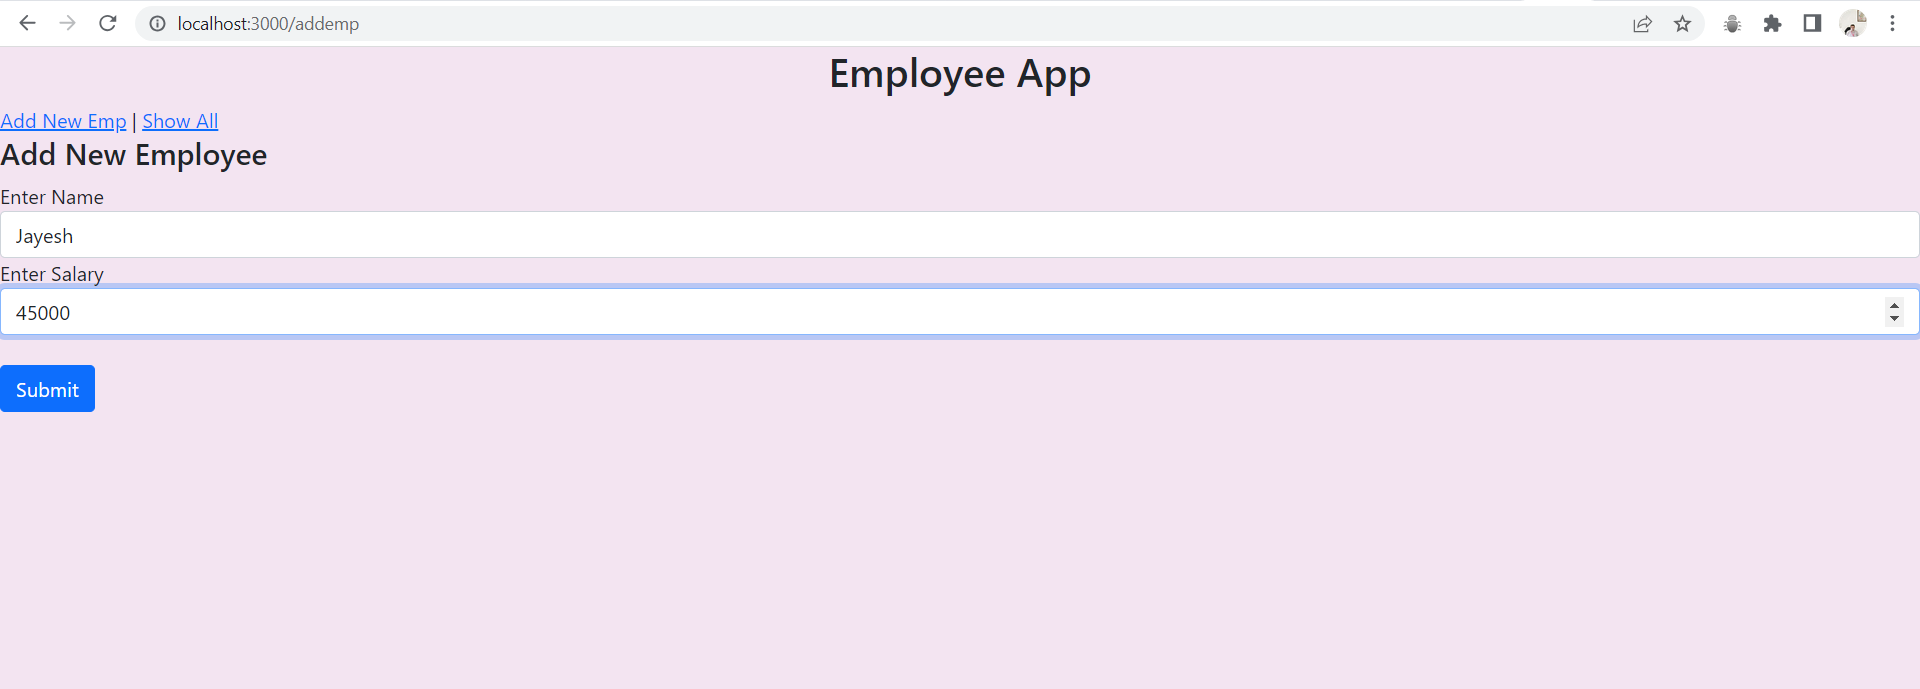 localhost:3000/addemp
Employee App
Add New Emp | Show All
Add New Employee
Enter Name
Jayesh
Enter Salary
45000
Submit